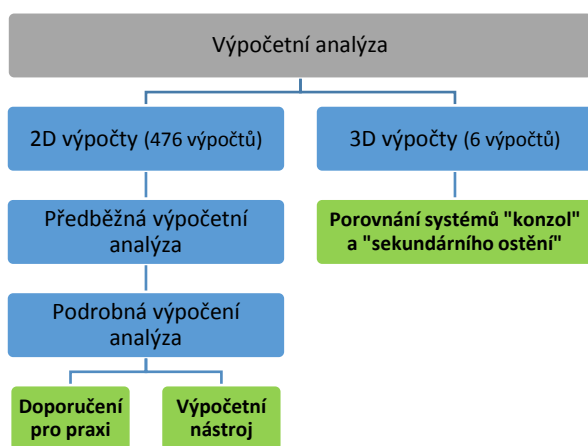 Výpočetní analýza
2D výpočty (476 výpočtů)
3D výpočty (6 výpočtů)
Předběžná výpočetní
analýza
Porovnání systémů "konzol"
a "sekundárního ostění"
Podrobná výpočení
analýza
Doporučení
pro praxi
Výpočetní
nástroj